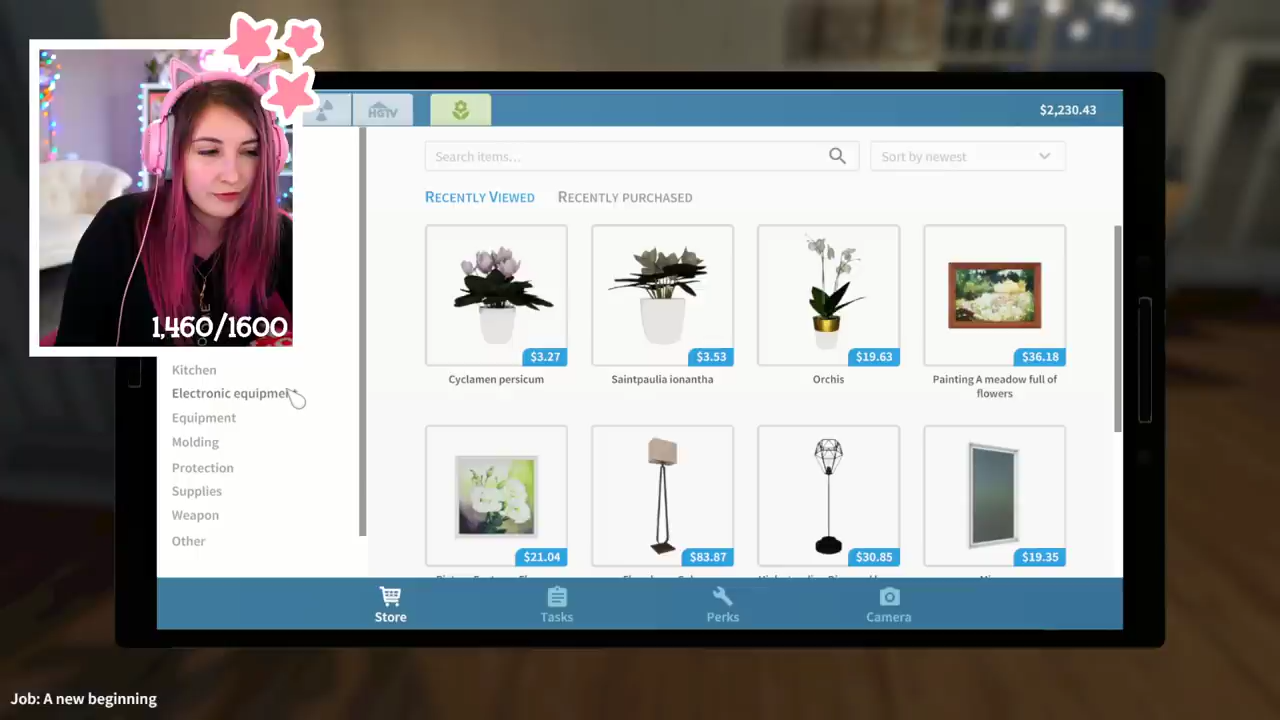 HGTV
$2,230.43
Search items...
Sort by newest
RECENTLY VIEWED
RECENTLY PURCHASED
1,460/1600
Kitchen
Electronic equipmen
Equipment
Molding
Protection
Supplies
Weapon
Other
$3.27
Cyclamen persicum
$3.53
Saintpaulia ionantha
$19.63
Orchis
$36.18
Painting A meadow full of
flowers
$21.04
$83.87
$30.85
$19.35
Store
Tasks
Perks
Camera
Job: A new beginning